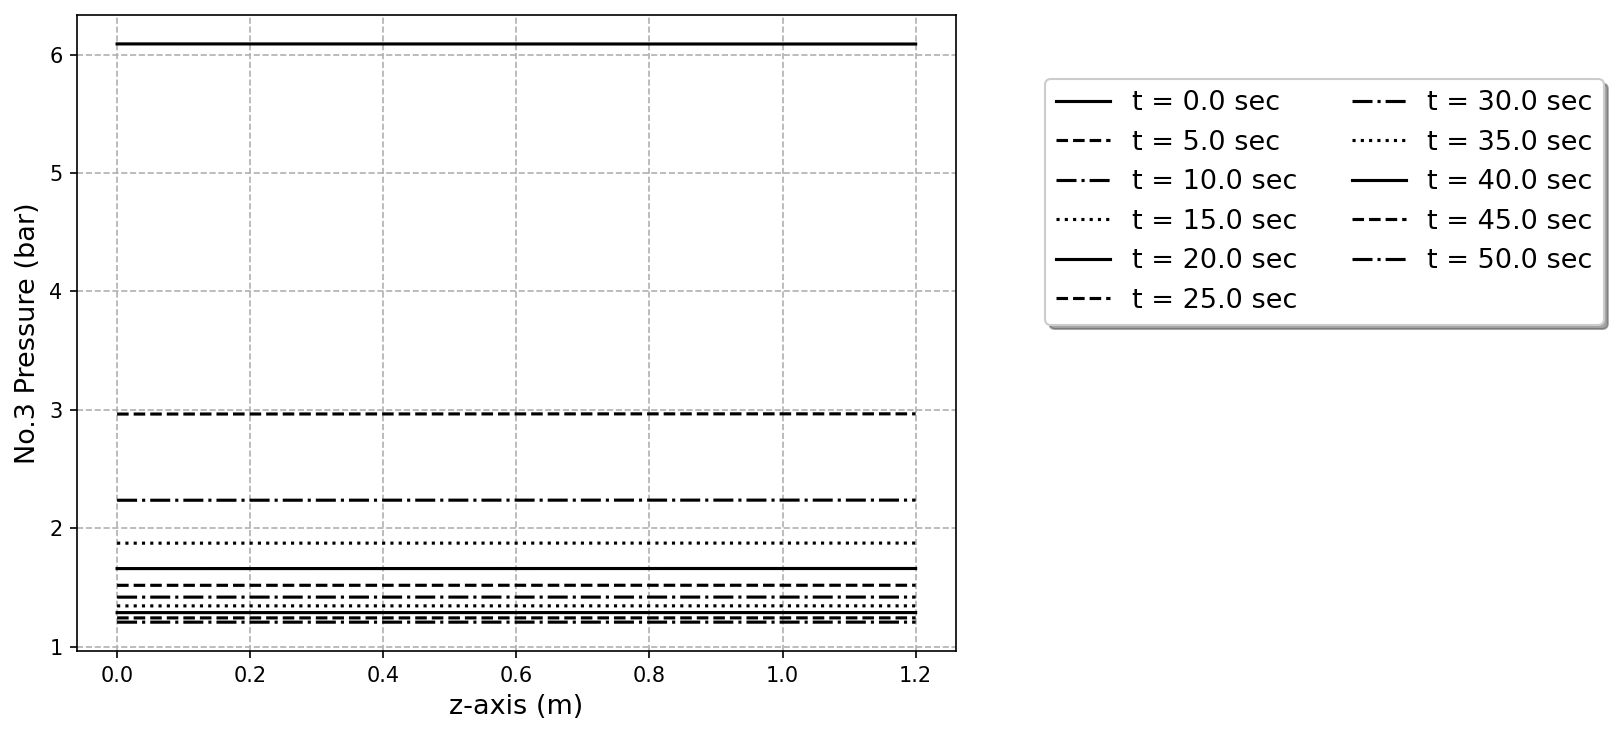 6
5
4
3
2
1
No.3 Pressure (bar)
0.0 0.2 0.4 0.6 0.8 1.0 1.2
z-axis (m)
t = 0.0 sec
t = 5.0 sec
t = 10.0 sec
t = 15.0 sec
t = 20.0 sec
t = 25.0 sec
t = 30.0 sec
t = 35.0 sec
t = 40.0 sec
t = 45.0 sec
t = 50.0 sec